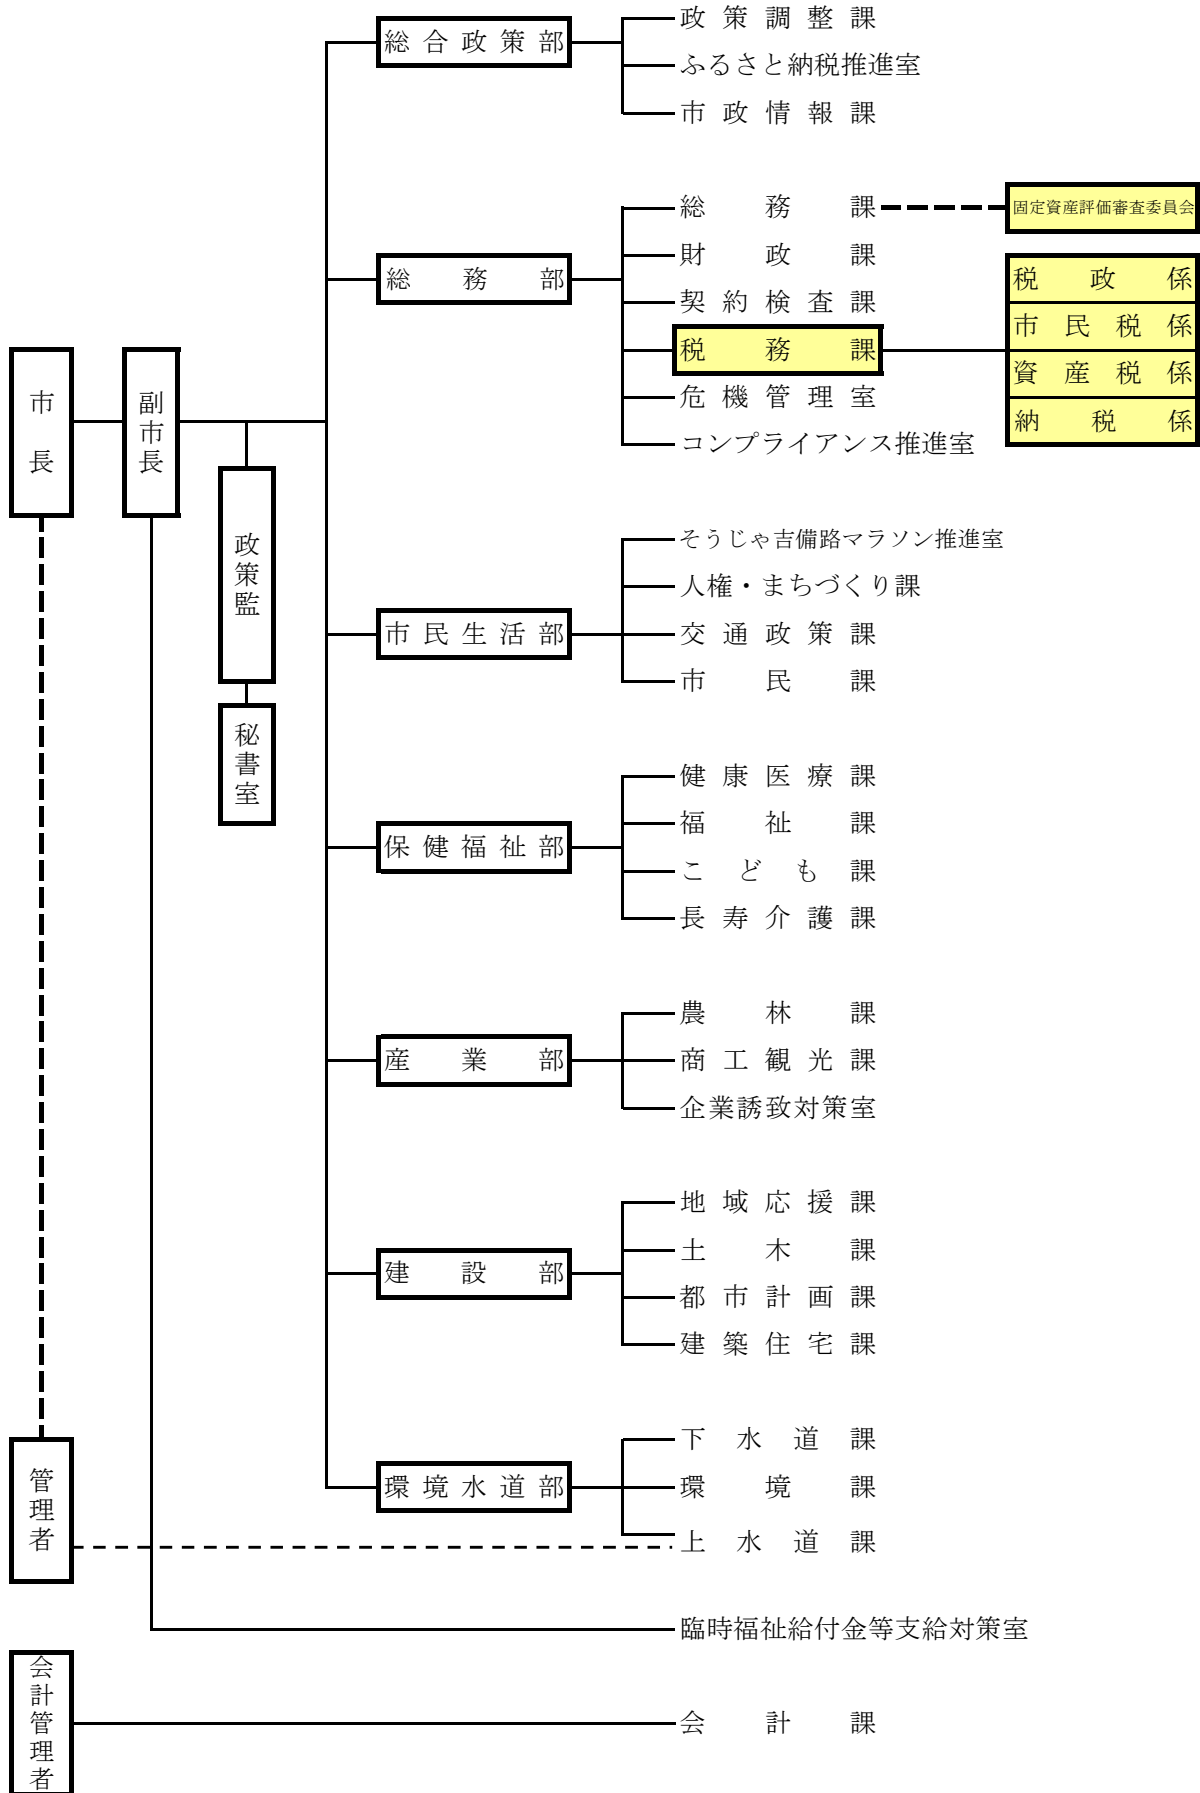 市長
副市長
政策監
秘書室
管理者
会計管理者
総合政策部
政策調整課
ふるさと納税推進室
市政情報課
総務部
総務課
固定資産評価審査委員会
財政課
契約検査課
税務課
税政係
市民税係
資産税係
納税係
危機管理室
コンプライアンス推進室
市民生活部
そうじゃ吉備路マラソン推進室
人権・まちづくり課
交通政策課
市民課
保健福祉部
健康医療課
福祉課
こども課
長寿介護課
産業部
農林課
商工観光課
企業誘致対策室
建設部
地域応援課
土木課
都市計画課
建築住宅課
環境水道部
下水道課
環境課
上水道課
臨時福祉給付金等支給対策室
会計課